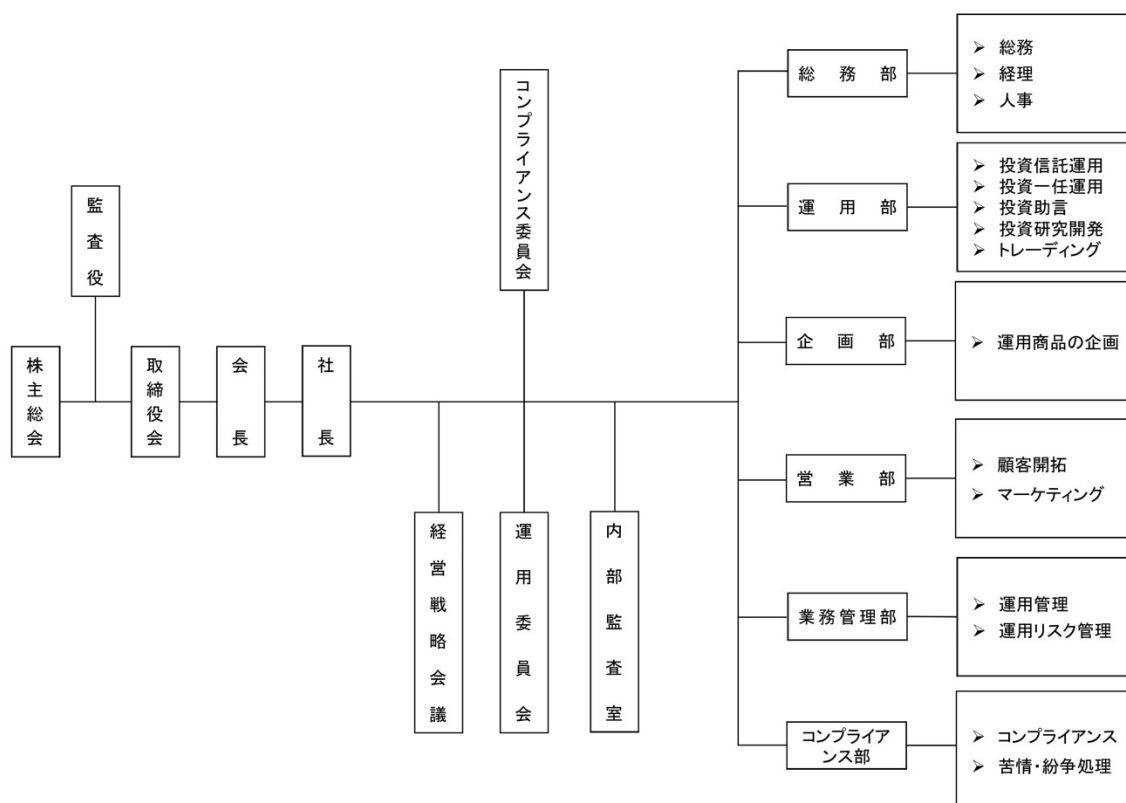 株主総会
監査役
取締役会
会長
社長
コンプライアンス委員会
経営戦略会議
運用委員会
内部監査室
総務部
➢ 総務
➢ 経理
➢ 人事
運用部
➢ 投資信託運用
➢ 投資一任運用
➢ 投資助言
➢ 投資研究開発
➢ トレーディング
企画部
➢ 運用商品の企画
営業部
➢ 顧客開拓
➢ マーケティング
業務管理部
➢ 運用管理
➢ 運用リスク管理
コンプライア
ンス部
➢ コンプライアンス
➢ 苦情・紛争処理